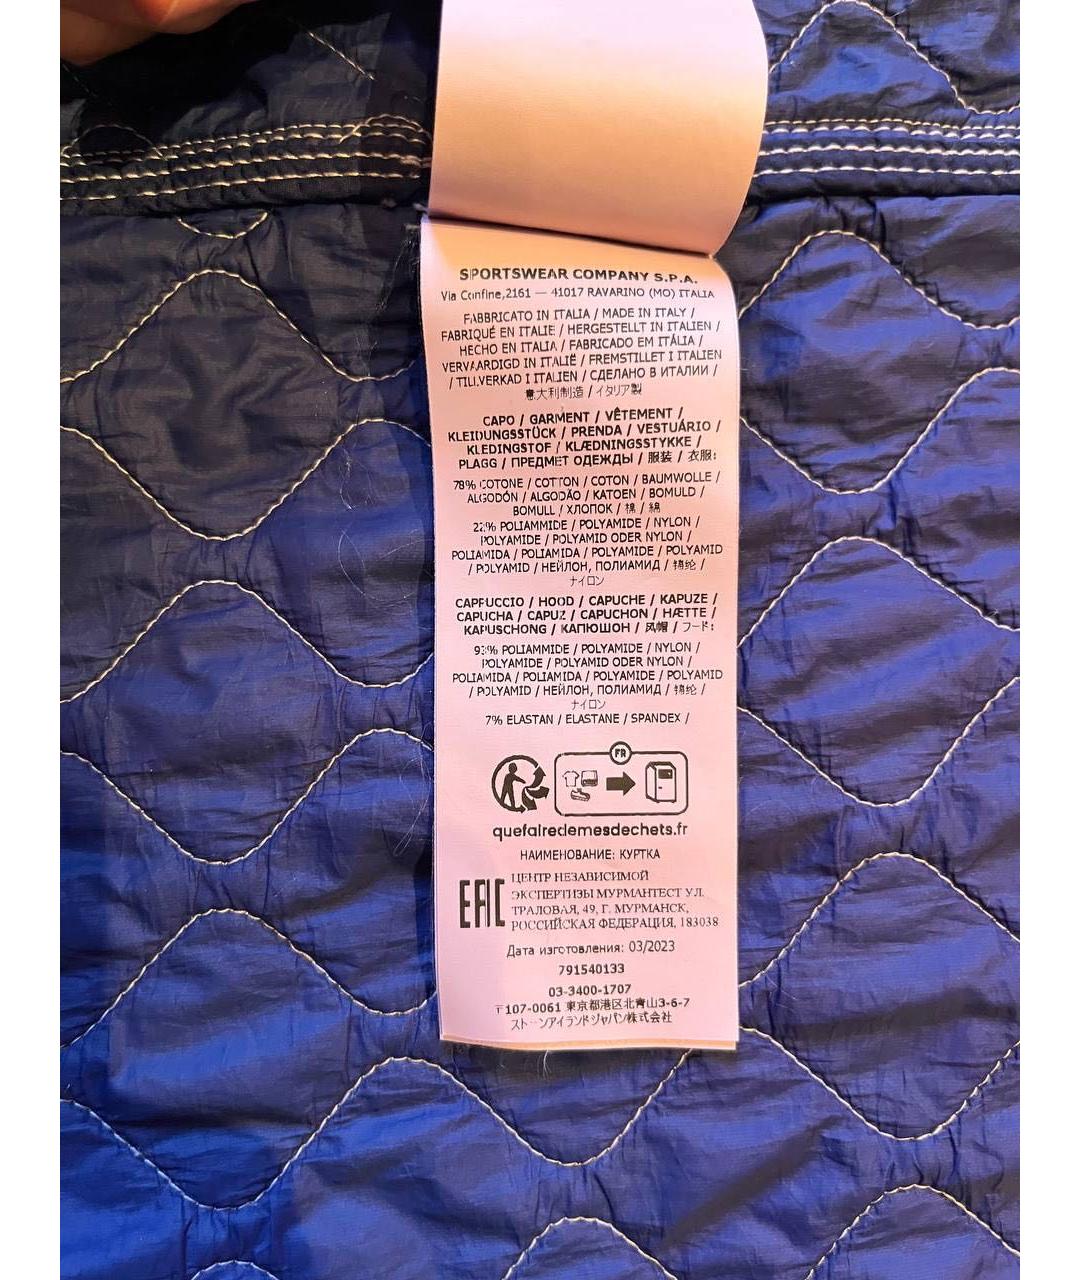 SPORTSWEAR COMPANY S.P.A.
Via Confine,2161 — 41017 RAVARINO (MO) ITALIA
FABBRICATO IN ITALIA / MADE IN ITALY /
FABRIQUÉ EN ITALIE / HERGESTELLT IN ITALIEN /
HECHO EN ITALIA / FABRICADO EM ITÁLIA /
VERVAARDIGD IN ITALIË / FREMSTILLET I ITALIEN
/ TILLVERKAD I ITALIEN / СДЕЛАНО В ИТАЛИИ /
意大利制造 / イタリア製
CAPO / GARMENT / VÊTEMENT /
KLEIDUNGSSTÜCK / PRENDA / VESTUÁRIO /
KLEDINGSTOF / KLÆDNINGSSTYKKE /
PLAGG / ПРЕДМЕТ ОДЕЖДЫ / 服装 / 衣服:
78% COTONE / COTTON / COTON / BAUMWOLLE /
ALGODÓN / ALGODÃO / KATOEN / BOMULD /
BOMULL / ХЛОПОК / 棉 / 綿
22% POLIAMMIDE / POLYAMIDE / NYLON /
POLYAMIDE / POLYAMID ODER NYLON /
POLIAMIDA / POLIAMIDA / POLYAMIDE / POLYAMID
/ POLYAMID / НЕЙЛОН, ПОЛИАМИД / 锦纶 /
ナイロン
CAPPUCCIO / HOOD / CAPUCHE / KAPUZE /
CAPUCHA / CAPUZ / CAPUCHON / HÆTTE /
KAPUSCHONG / КАПЮШОН / 风帽 / フード:
93% POLIAMMIDE / POLYAMIDE / NYLON /
POLYAMIDE / POLYAMID ODER NYLON /
POLIAMIDA / POLIAMIDA / POLYAMIDE / POLYAMID
/ POLYAMID / НЕЙЛОН, ПОЛИАМИД / 锦纶 /
ナイロン
7% ELASTAN / ELASTANE / SPANDEX /
FR
quefairedemesdechets.fr
НАИМЕНОВАНИЕ: КУРТКА
EAC
ЦЕНТР НЕЗАВИСИМОЙ
ЭКСПЕРТИЗЫ МУРМАНТЕСТ УЛ.
ТРАЛОВАЯ, 49, Г. МУРМАНСК,
РОССИЙСКАЯ ФЕДЕРАЦИЯ, 183038
Дата изготовления: 03/2023
791540133
03-3400-1707
〒107-0061 東京都港区北青山3-6-7
ストーンアイランドジャパン株式会社